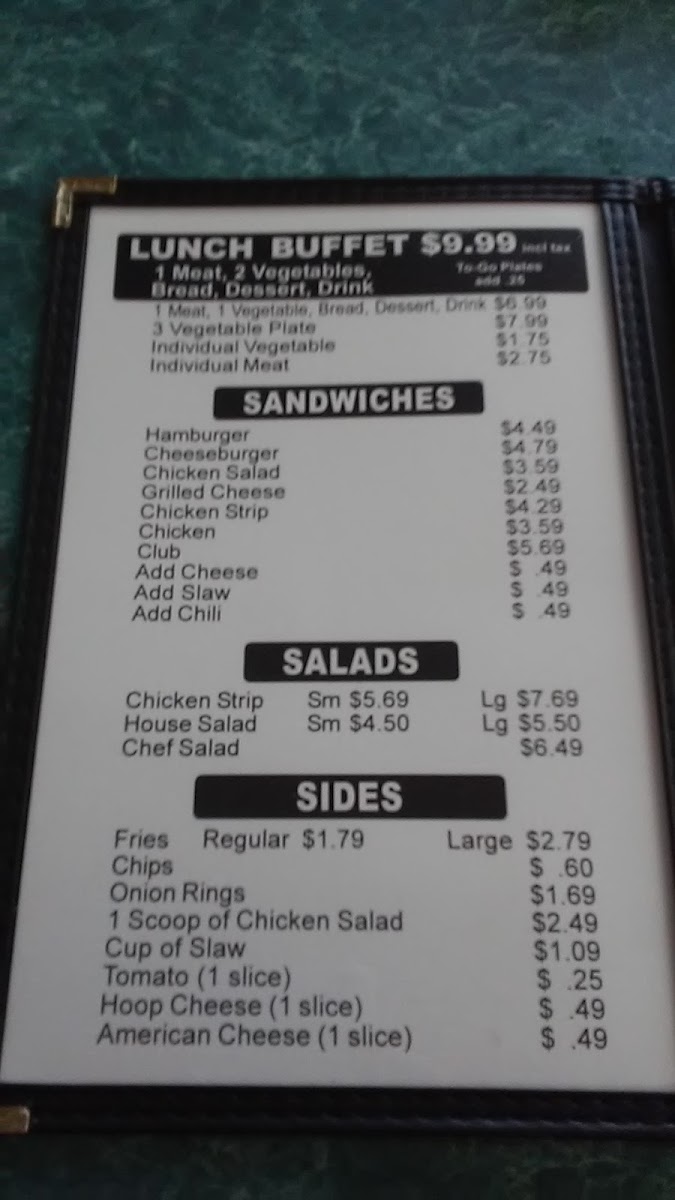 LUNCH BUFFET $9.99 incl tax
1 Meat, 2 Vegetables, To-Go Plates
Bread, Dessert, Drink add .25
1 Meat, 1 Vegetable, Bread, Dessert, Drink $6.99
3 Vegetable Plate $7.99
Individual Vegetable $1.75
Individual Meat $2.75
SANDWICHES
Hamburger $4.49
Cheeseburger $4.79
Chicken Salad $3.59
Grilled Cheese $2.49
Chicken Strip $4.29
Chicken $3.59
Club $5.69
Add Cheese $ .49
Add Slaw $ .49
Add Chili $ .49
SALADS
Chicken Strip Sm $5.69 Lg $7.69
House Salad Sm $4.50 Lg $5.50
Chef Salad $6.49
SIDES
Fries Regular $1.79 Large $2.79
Chips $ .60
Onion Rings $1.69
1 Scoop of Chicken Salad $2.49
Cup of Slaw $1.09
Tomato (1 slice) $ .25
Hoop Cheese (1 slice) $ .49
American Cheese (1 slice) $ .49